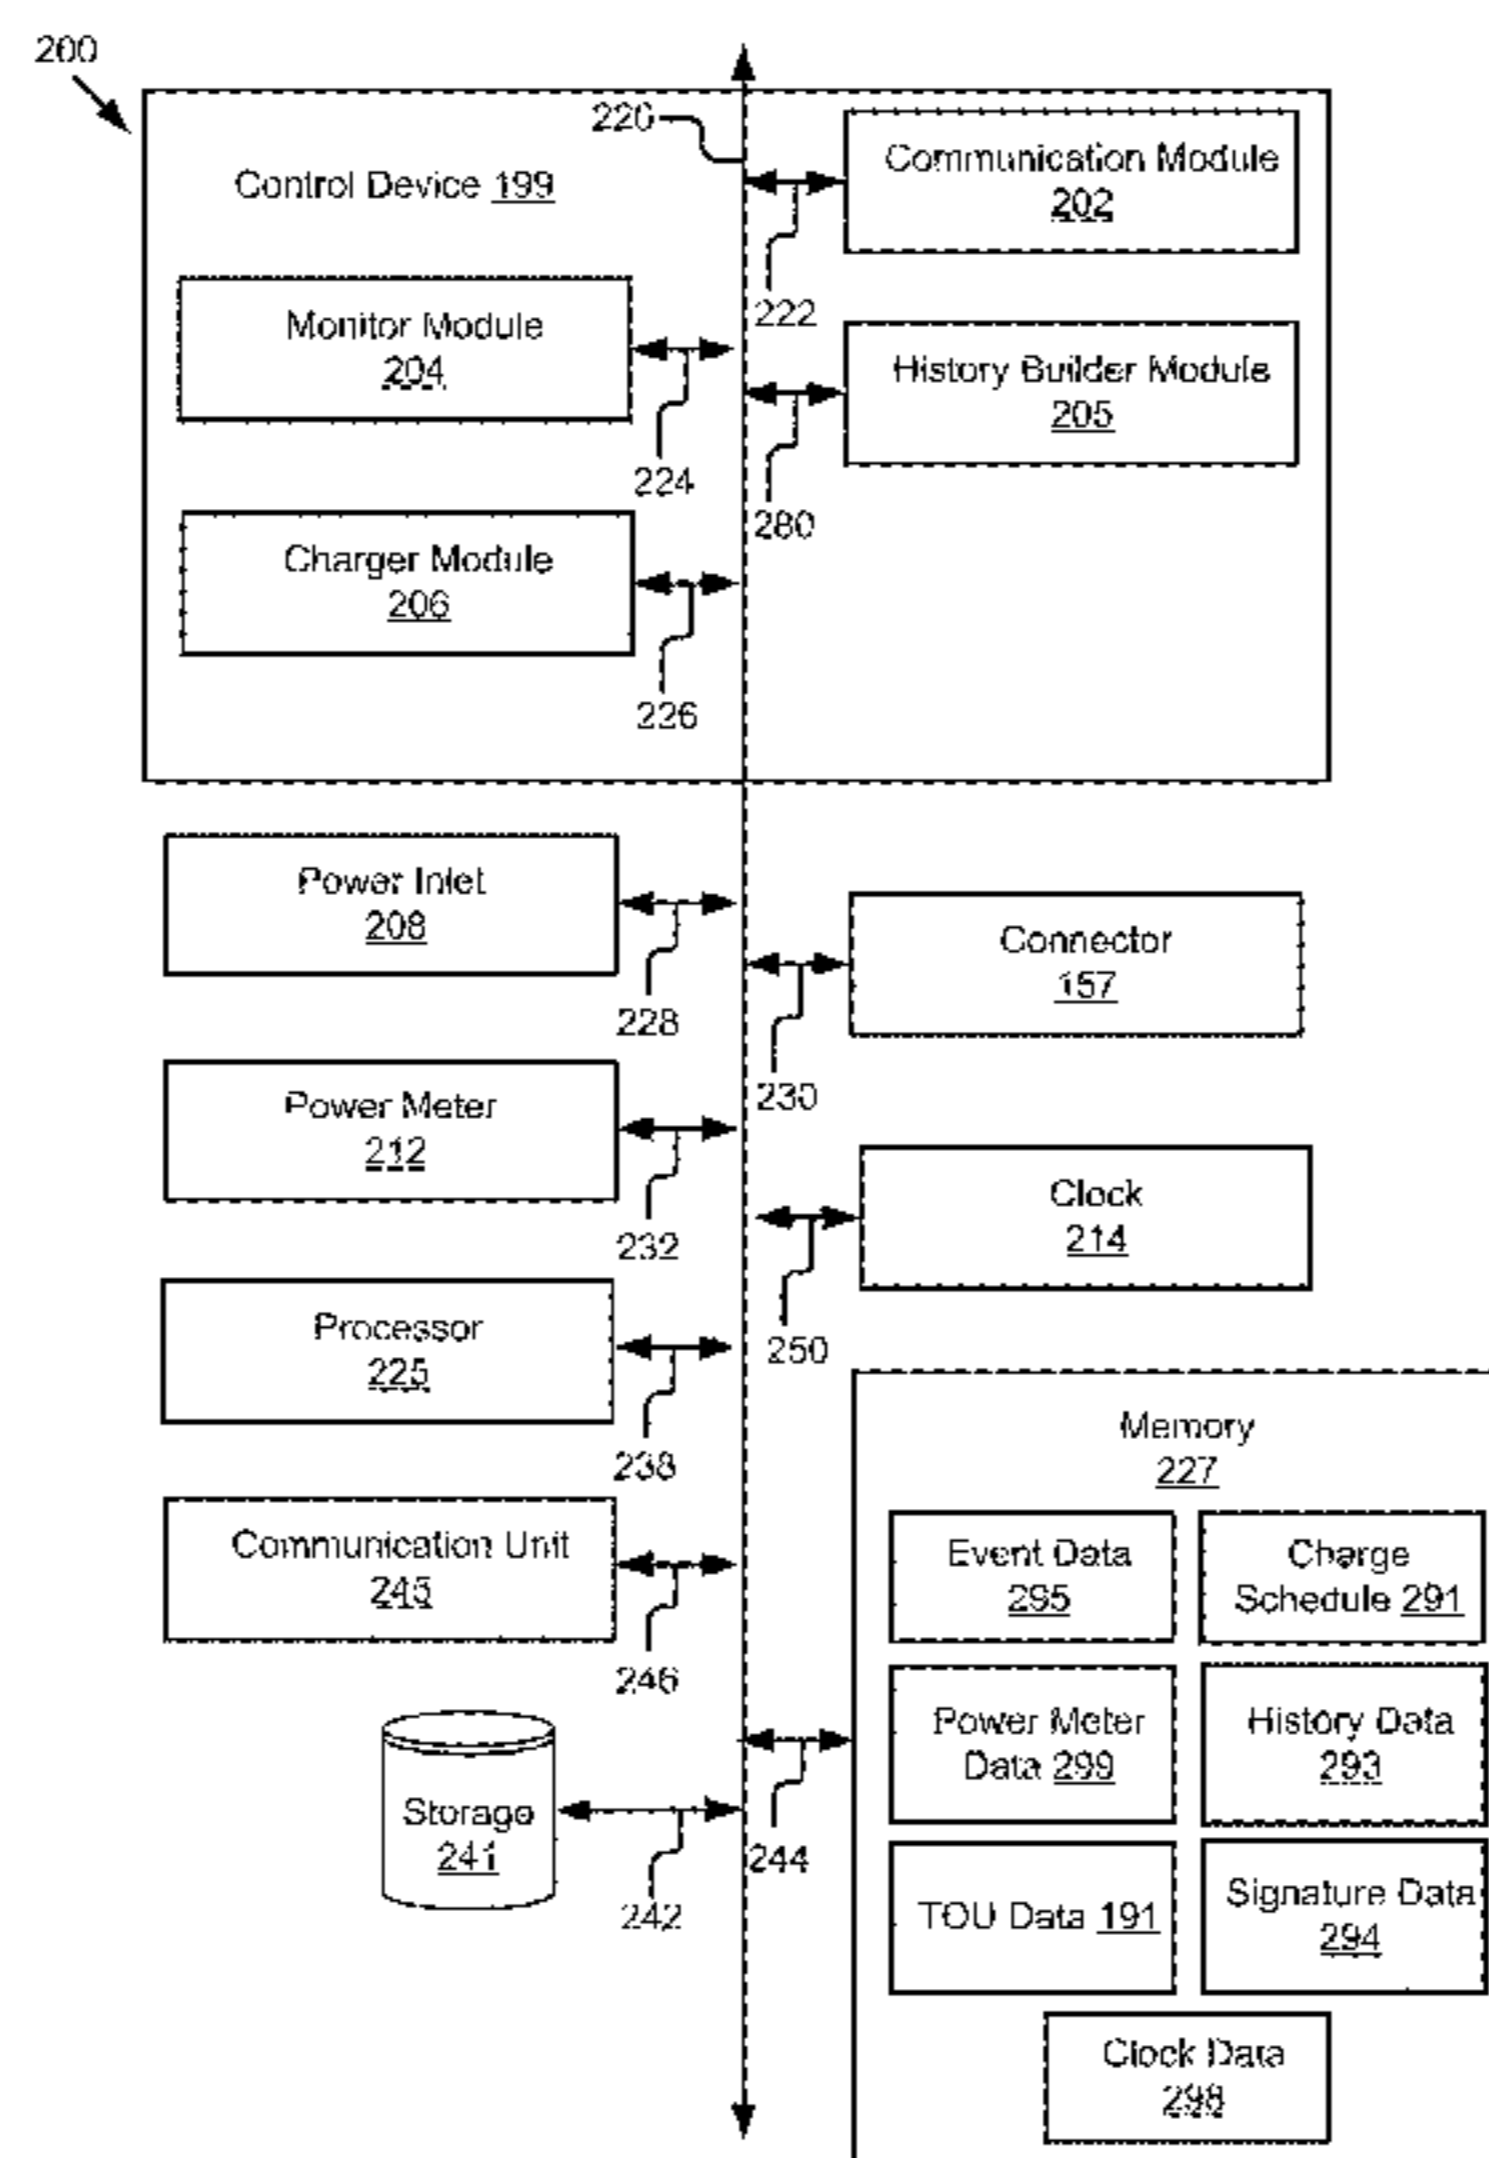 200
220
Communication Module
202
Control Device 199
222
Monitor Module
204
224
History Builder Module
205
280
Charger Module
206
226
Power Inlet
208
228
Connector
157
230
Power Meter
212
232
Clock
214
250
Processor
225
238
Memory
227
Communication Unit
245
246
Event Data
295
Charge
Schedule 291
Power Meter
Data 299
History Data
293
244
Storage
241
242
TOU Data 191
Signature Data
294
Clock Data
298